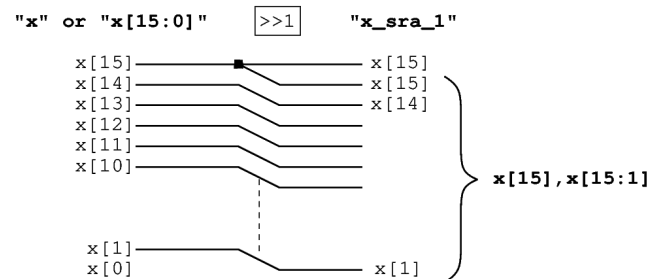 "x" or "x[15:0]" >>1 "x_sra_1"
x[15] x[15]
x[14] x[15]
x[13] x[14]
x[12]
x[11]
x[10]
x[15],x[15:1]
x[1]
x[0] x[1]